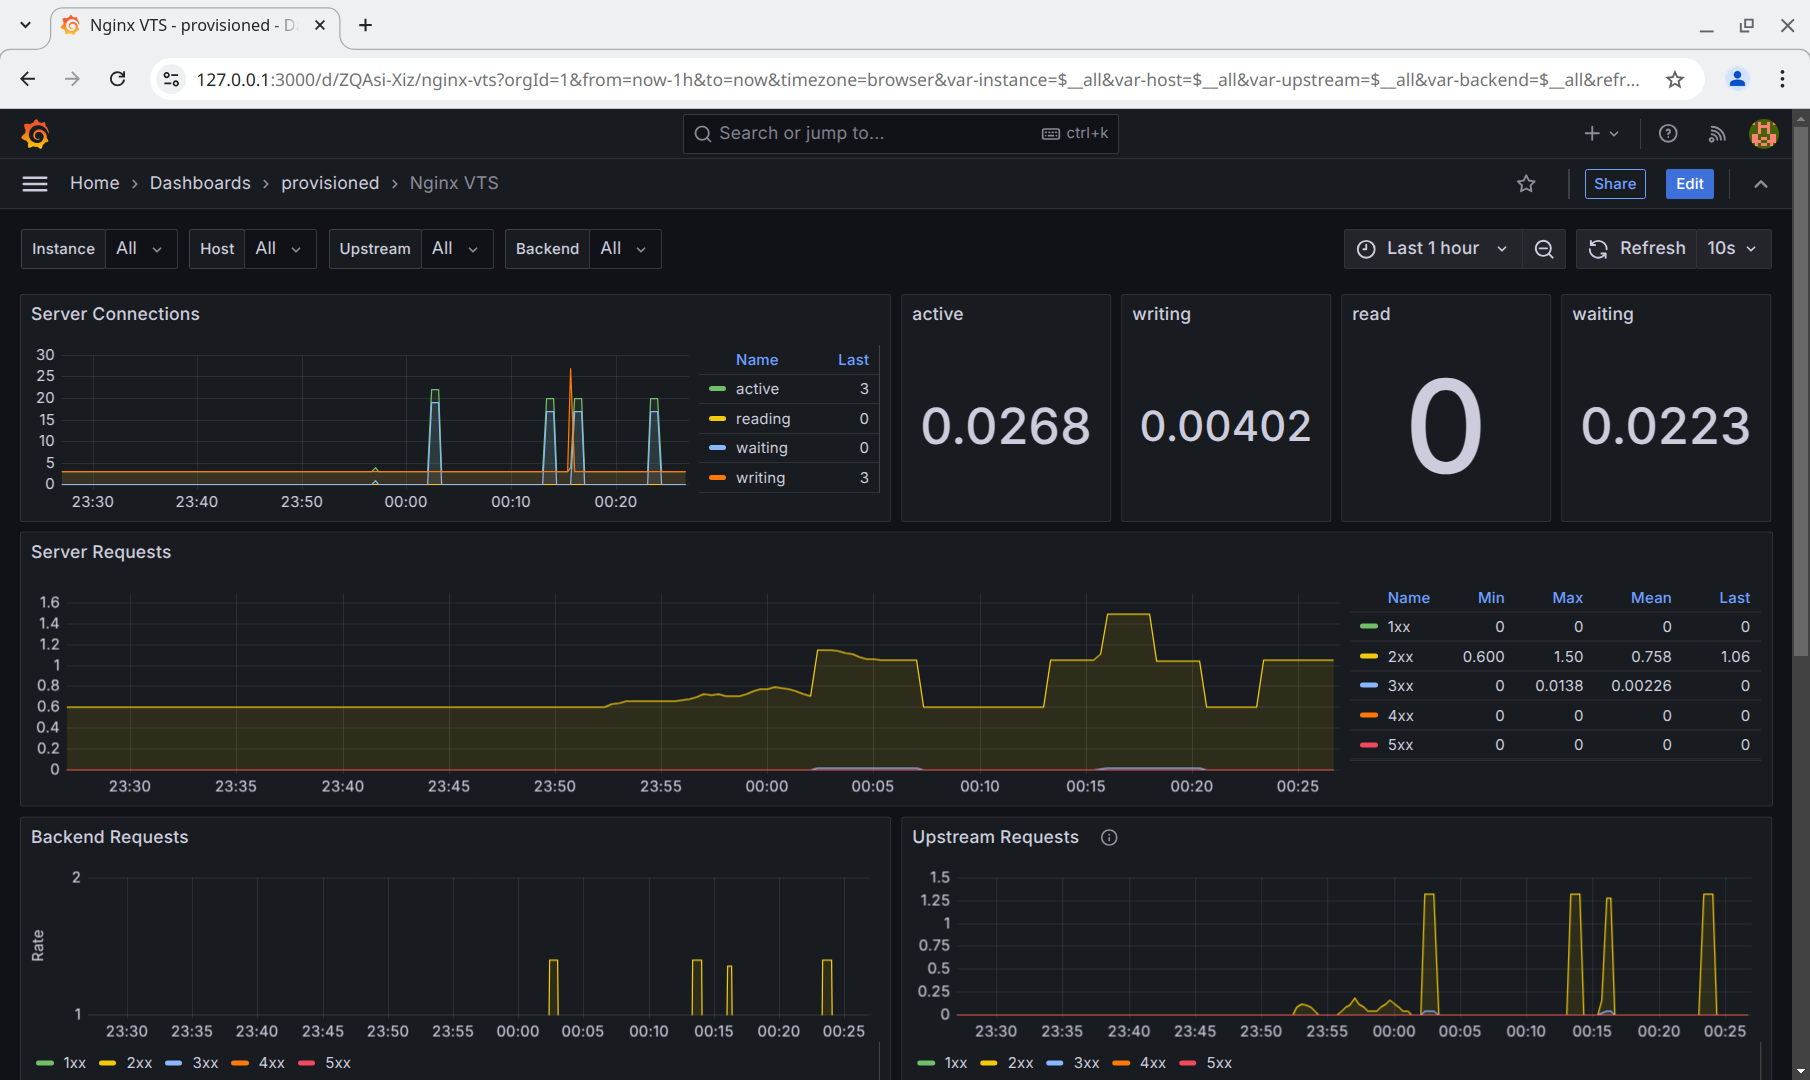 Nginx VTS - provisioned - D
127.0.0.1:3000/d/ZQAsi-Xiz/nginx-vts?orgId=1&from=now-1h&to=now&timezone=browser&var-instance=$__all&var-host=$__all&var-upstream=$__all&var-backend=$__all&refr...
Search or jump to... ctrl+k
Home Dashboards provisioned Nginx VTS Share Edit
Instance All Host All Upstream All Backend All Last 1 hour Refresh 10s
Server Connections
30
25
20
15
10
5
0
23:30 23:40 23:50 00:00 00:10 00:20
Name Last
active 3
reading 0
waiting 0
writing 3
active
0.0268
writing
0.00402
read
0
waiting
0.0223
Server Requests
1.6
1.4
1.2
1
0.8
0.6
0.4
0.2
0
23:30 23:35 23:40 23:45 23:50 23:55 00:00 00:05 00:10 00:15 00:20 00:25
Name Min Max Mean Last
1xx 0 0 0 0
2xx 0.600 1.50 0.758 1.06
3xx 0 0.0138 0.00226 0
4xx 0 0 0 0
5xx 0 0 0 0
Backend Requests
Rate
2
1
23:30 23:35 23:40 23:45 23:50 23:55 00:00 00:05 00:10 00:15 00:20 00:25
1xx 2xx 3xx 4xx 5xx
Upstream Requests
1.5
1.25
1
0.75
0.5
0.25
0
23:30 23:35 23:40 23:45 23:50 23:55 00:00 00:05 00:10 00:15 00:20 00:25
1xx 2xx 3xx 4xx 5xx